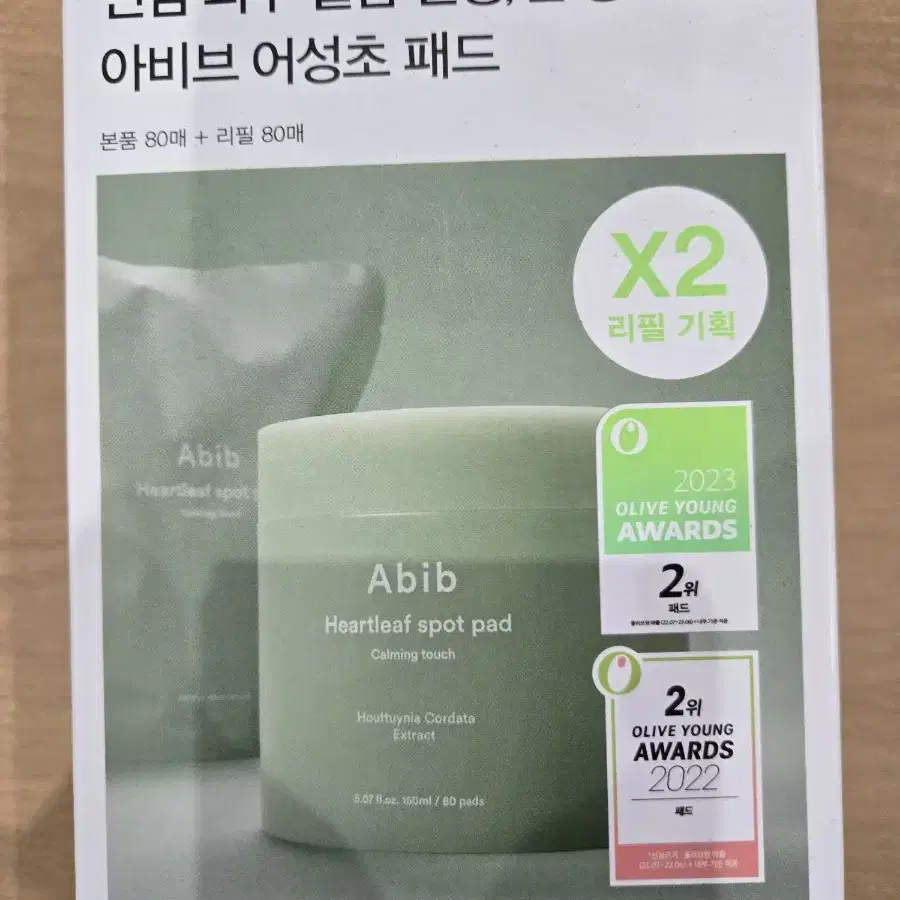 아비브 어성초 패드
본품 80매 + 리필 80매
X2
리필 기획
Abib
Heartleaf spot
Calming touch
Abib
Heartleaf spot pad
Calming touch
Houttuynia Cordata
Extract
5.07 fl.oz. 150ml / 80 pads
2023
OLIVE YOUNG
AWARDS
2위
패드
2위
OLIVE YOUNG
AWARDS
2022
패드